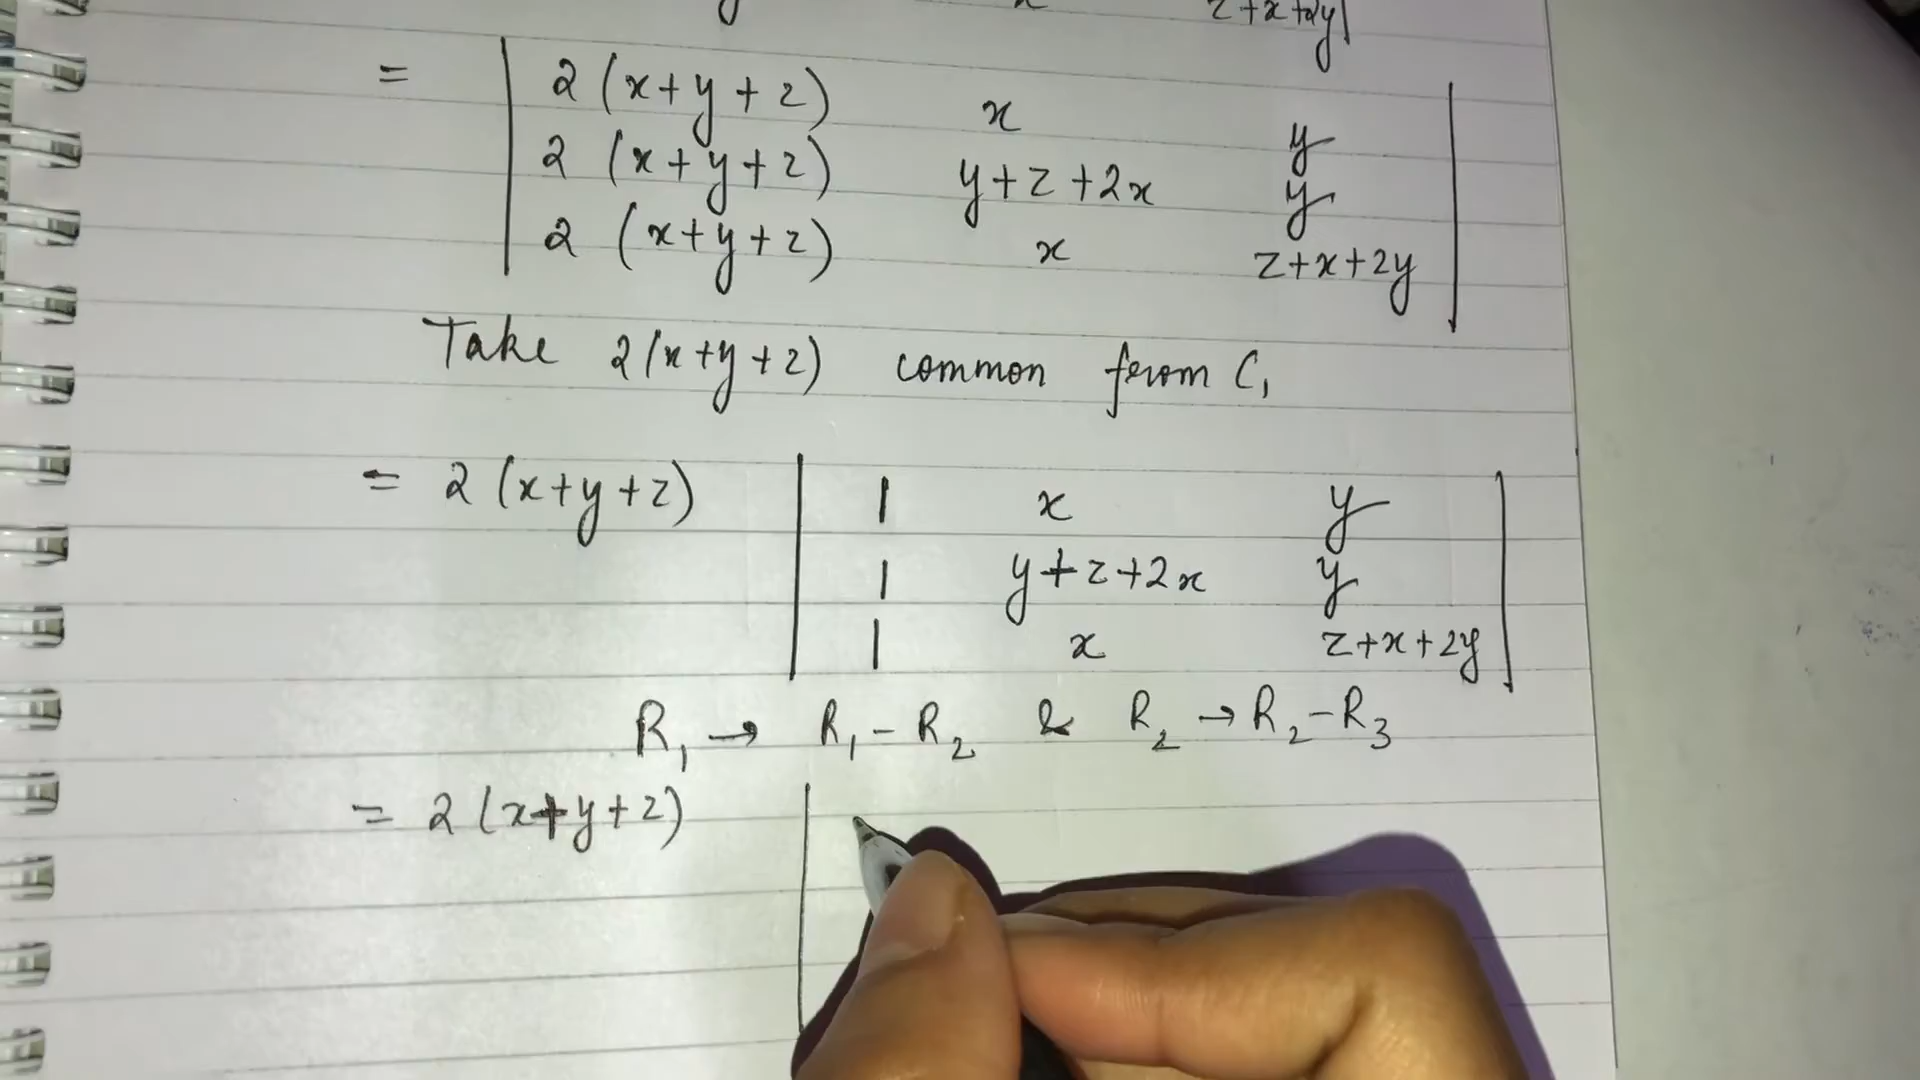 z+x+2y|
= | 2 (x+y+z) x y
2 (x+y+z) y+z+2x y
2 (x+y+z) x z+x+2y |
Take 2(x+y+z) common from C₁
= 2 (x+y+z) | 1 x y
1 y+z+2x y
1 x z+x+2y |
R₁ → R₁-R₂ & R₂ → R₂-R₃
= 2 (x+y+z) |